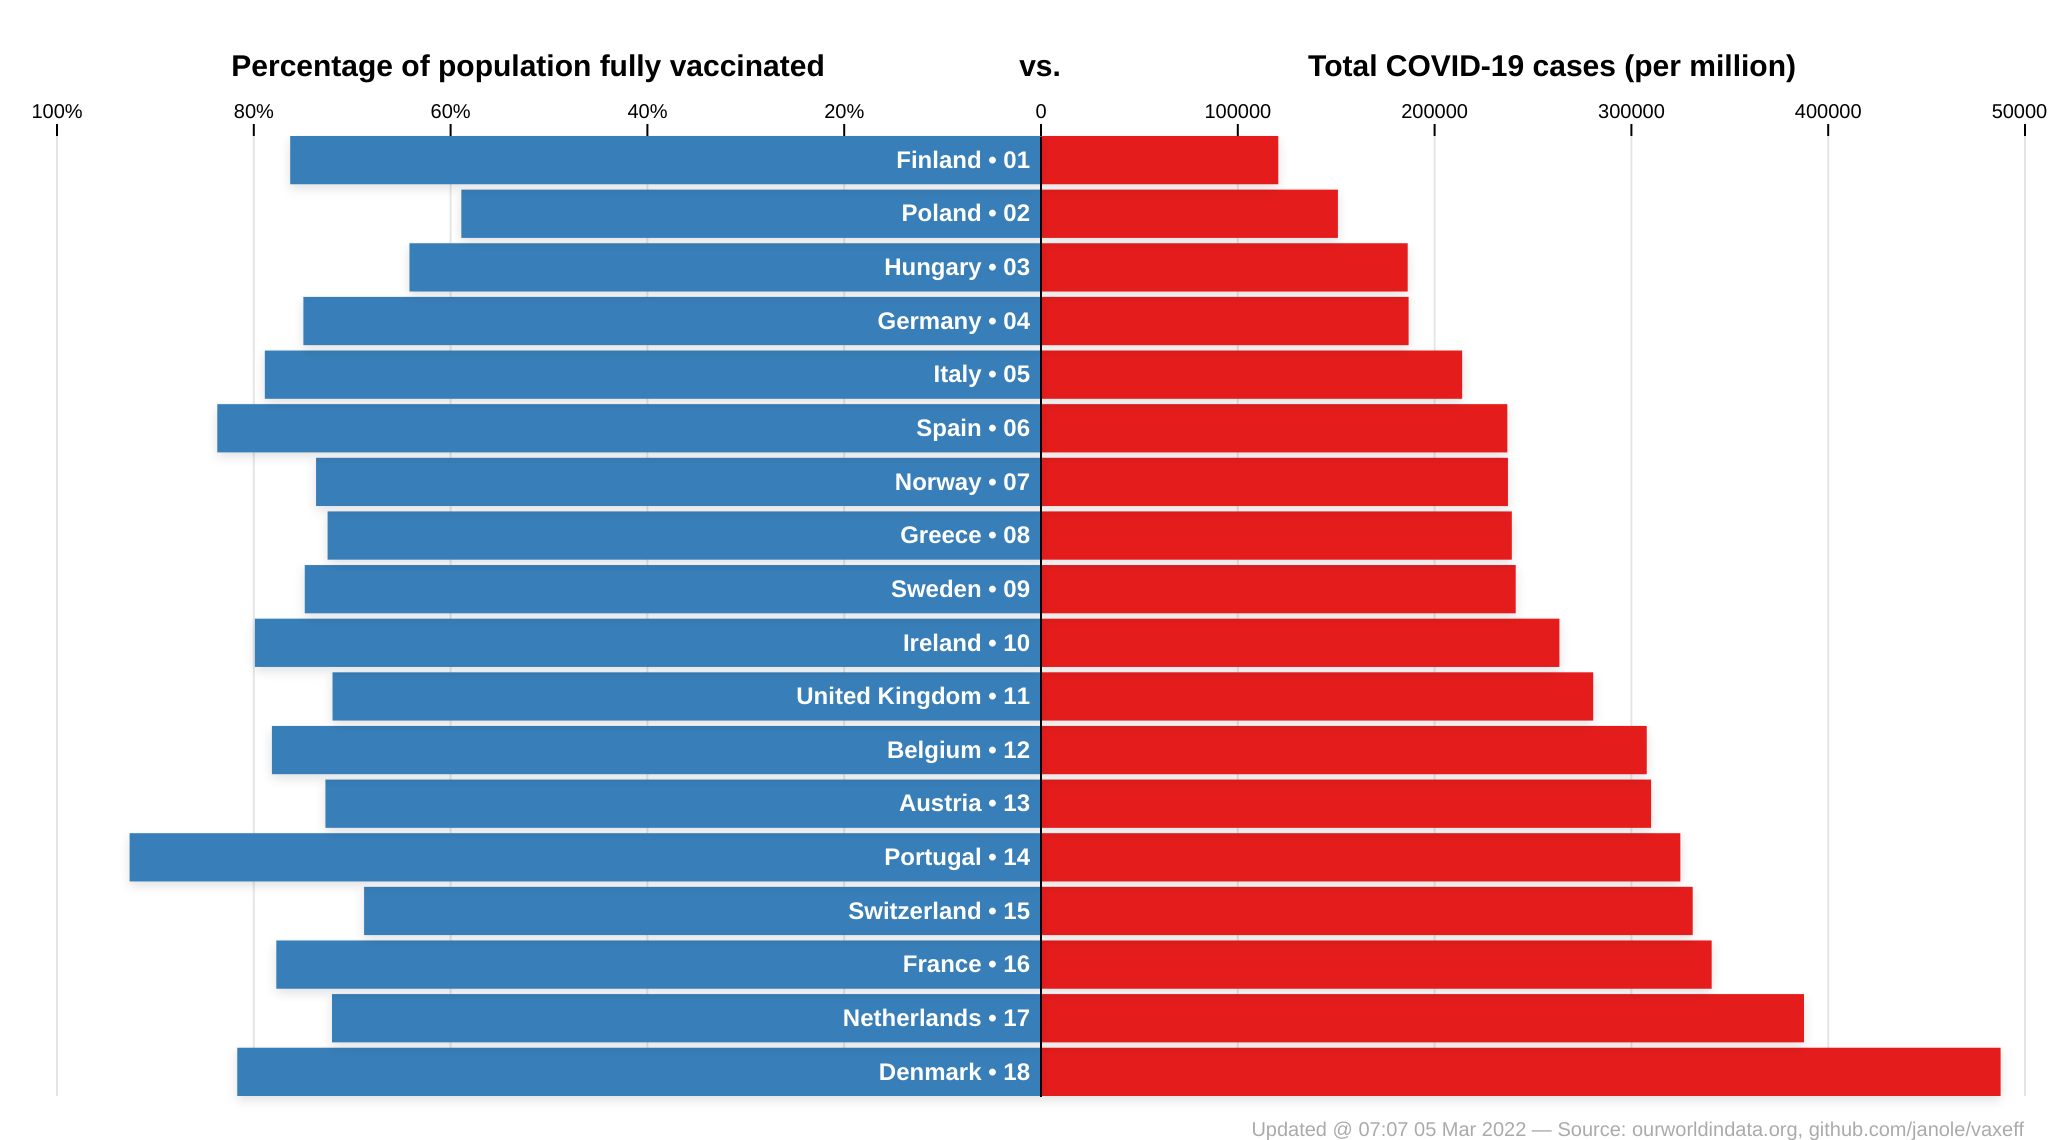 Percentage of population fully vaccinated vs. Total COVID-19 cases (per million)
100% 80% 60% 40% 20% 0 100000 200000 300000 400000 50000
Finland • 01
Poland • 02
Hungary • 03
Germany • 04
Italy • 05
Spain • 06
Norway • 07
Greece • 08
Sweden • 09
Ireland • 10
United Kingdom • 11
Belgium • 12
Austria • 13
Portugal • 14
Switzerland • 15
France • 16
Netherlands • 17
Denmark • 18
Updated @ 07:07 05 Mar 2022 — Source: ourworldindata.org, github.com/janole/vaxeff